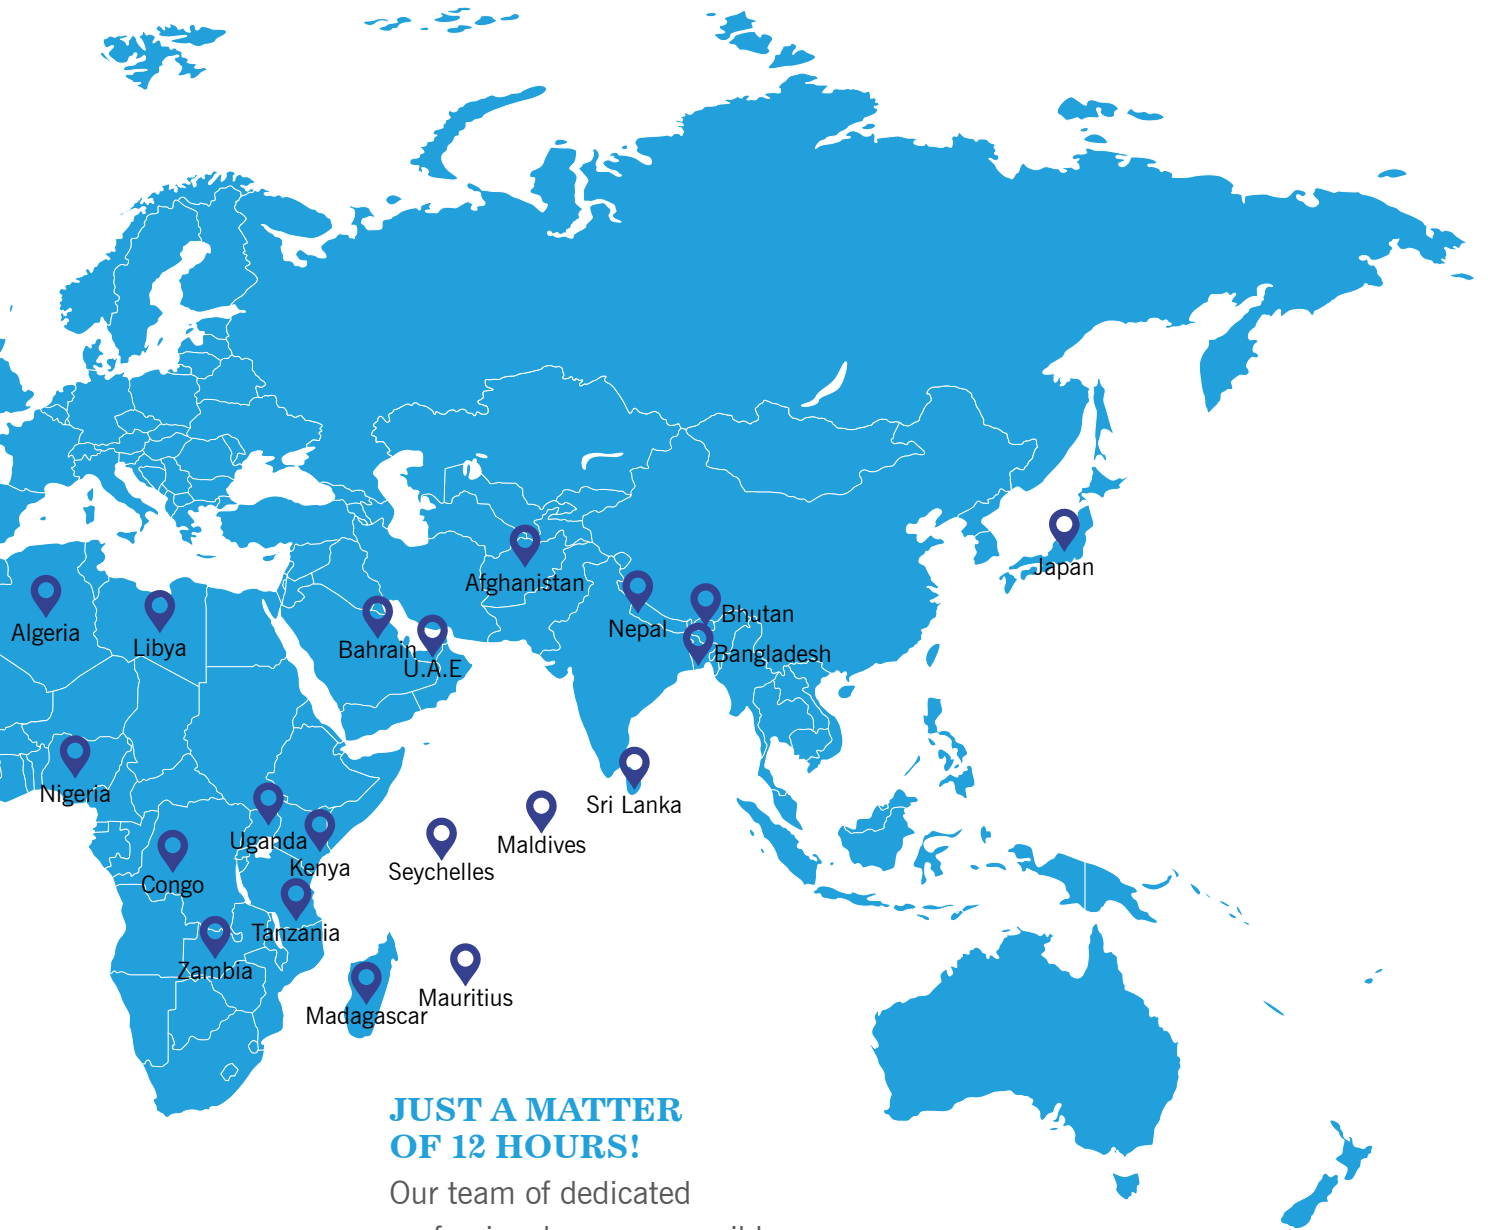 Japan
Afghanistan
Bhutan
Nepal
Algeria
Libya
Bahrain
Bangladesh
U.A.E
Nigeria
Sri Lanka
Uganda
Maldives
Kenya
Seychelles
Congo
Tanzania
Zambia
Mauritius
Madagascar
JUST A MATTER
OF 12 HOURS!
Our team of dedicated